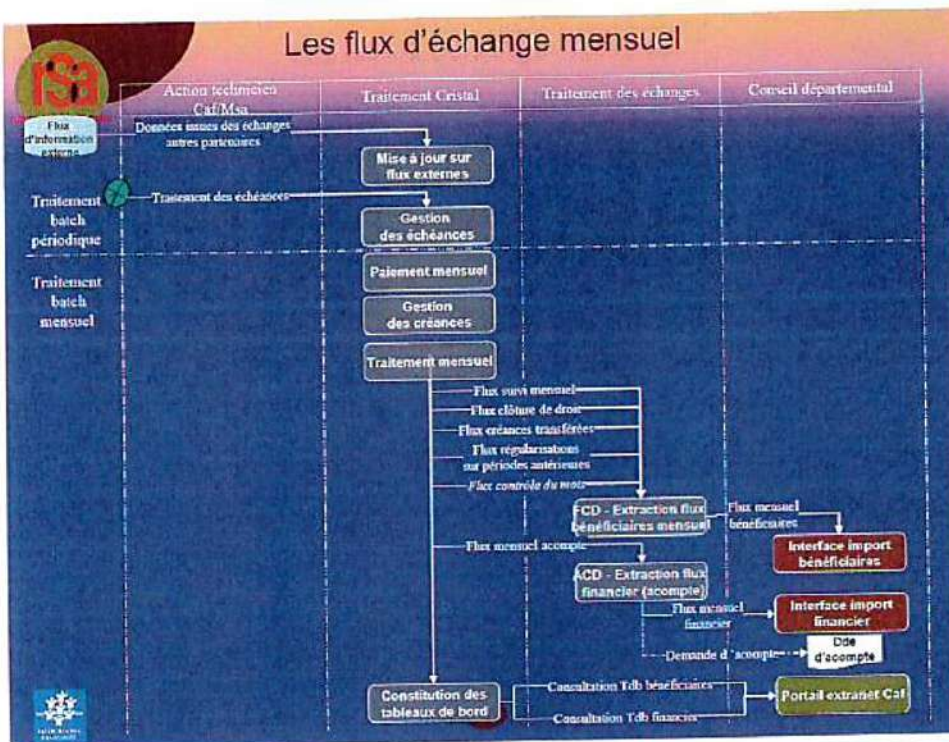 Les flux d'échange mensuel
rsa
Action technicien
Caf/Msa
Traitement Cristal
Traitement des échanges
Conseil départemental
Flux
d'information
externe
Données issues des échanges
autres partenaires
Mise à jour sur
flux externes
Traitement
batch
périodique
Traitement des échéances
Gestion
des échéances
Traitement
batch
mensuel
Paiement mensuel
Gestion
des créances
Traitement mensuel
Flux suivi mensuel
Flux clôture de droit
Flux créances transférées
Flux régularisations
sur périodes antérieures
Flux contrôle du mois
FCD - Extraction flux
bénéficiaires mensuel
Flux mensuel
bénéficiaires
Interface import
bénéficiaires
Flux mensuel acompte
ACD - Extraction flux
financier (acompte)
Flux mensuel
financier
Interface import
financier
Demande d 'acompte
Dde
d'acompte
Constitution des
tableaux de bord
Consultation Tdb bénéficiaires
Consultation Tdb financier
Portail extranet Caf